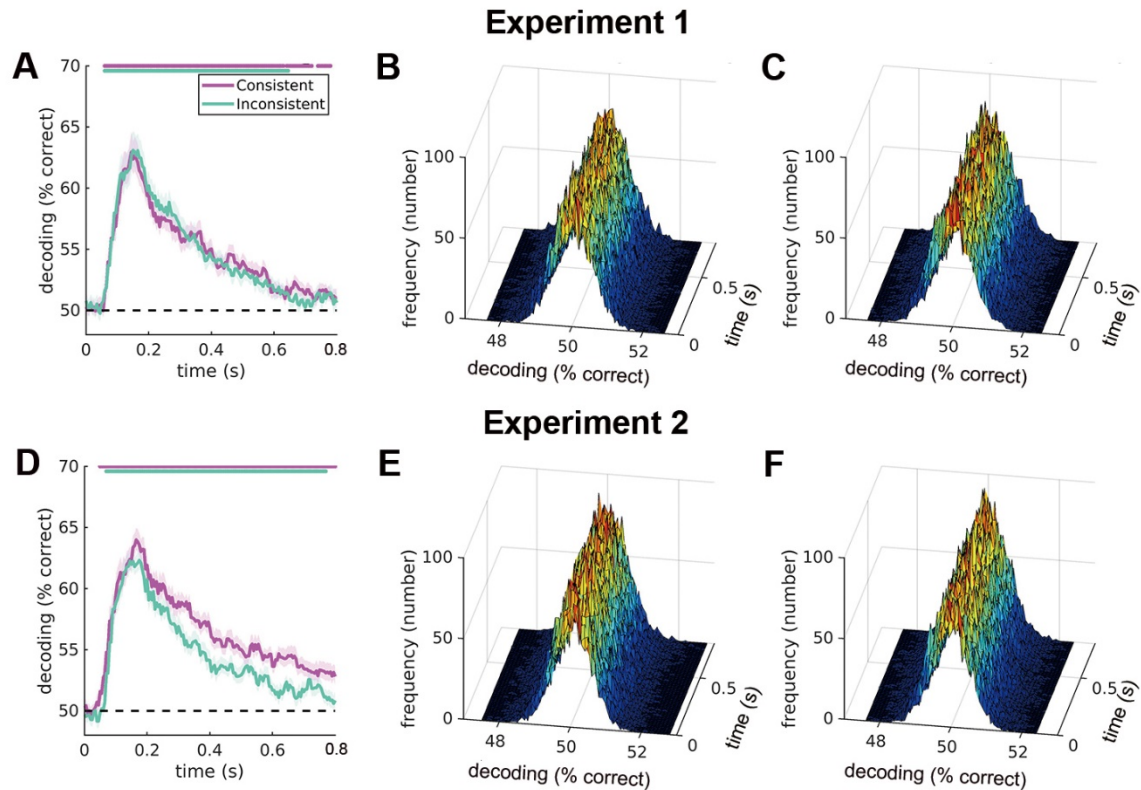 Experiment 1
A
B
C
70
65
60
55
50
decoding (% correct)
Consistent
Inconsistent
0
0.2
0.4
0.6
0.8
time (s)
100
50
0
frequency (number)
48
50
52
decoding (% correct)
0
0.5
time (s)
100
50
0
frequency (number)
48
50
52
decoding (% correct)
0
0.5
time (s)
Experiment 2
D
E
F
70
65
60
55
50
decoding (% correct)
0
0.2
0.4
0.6
0.8
time (s)
100
50
0
frequency (number)
48
50
52
decoding (% correct)
0
0.5
time (s)
100
50
0
frequency (number)
48
50
52
decoding (% correct)
0
0.5
time (s)